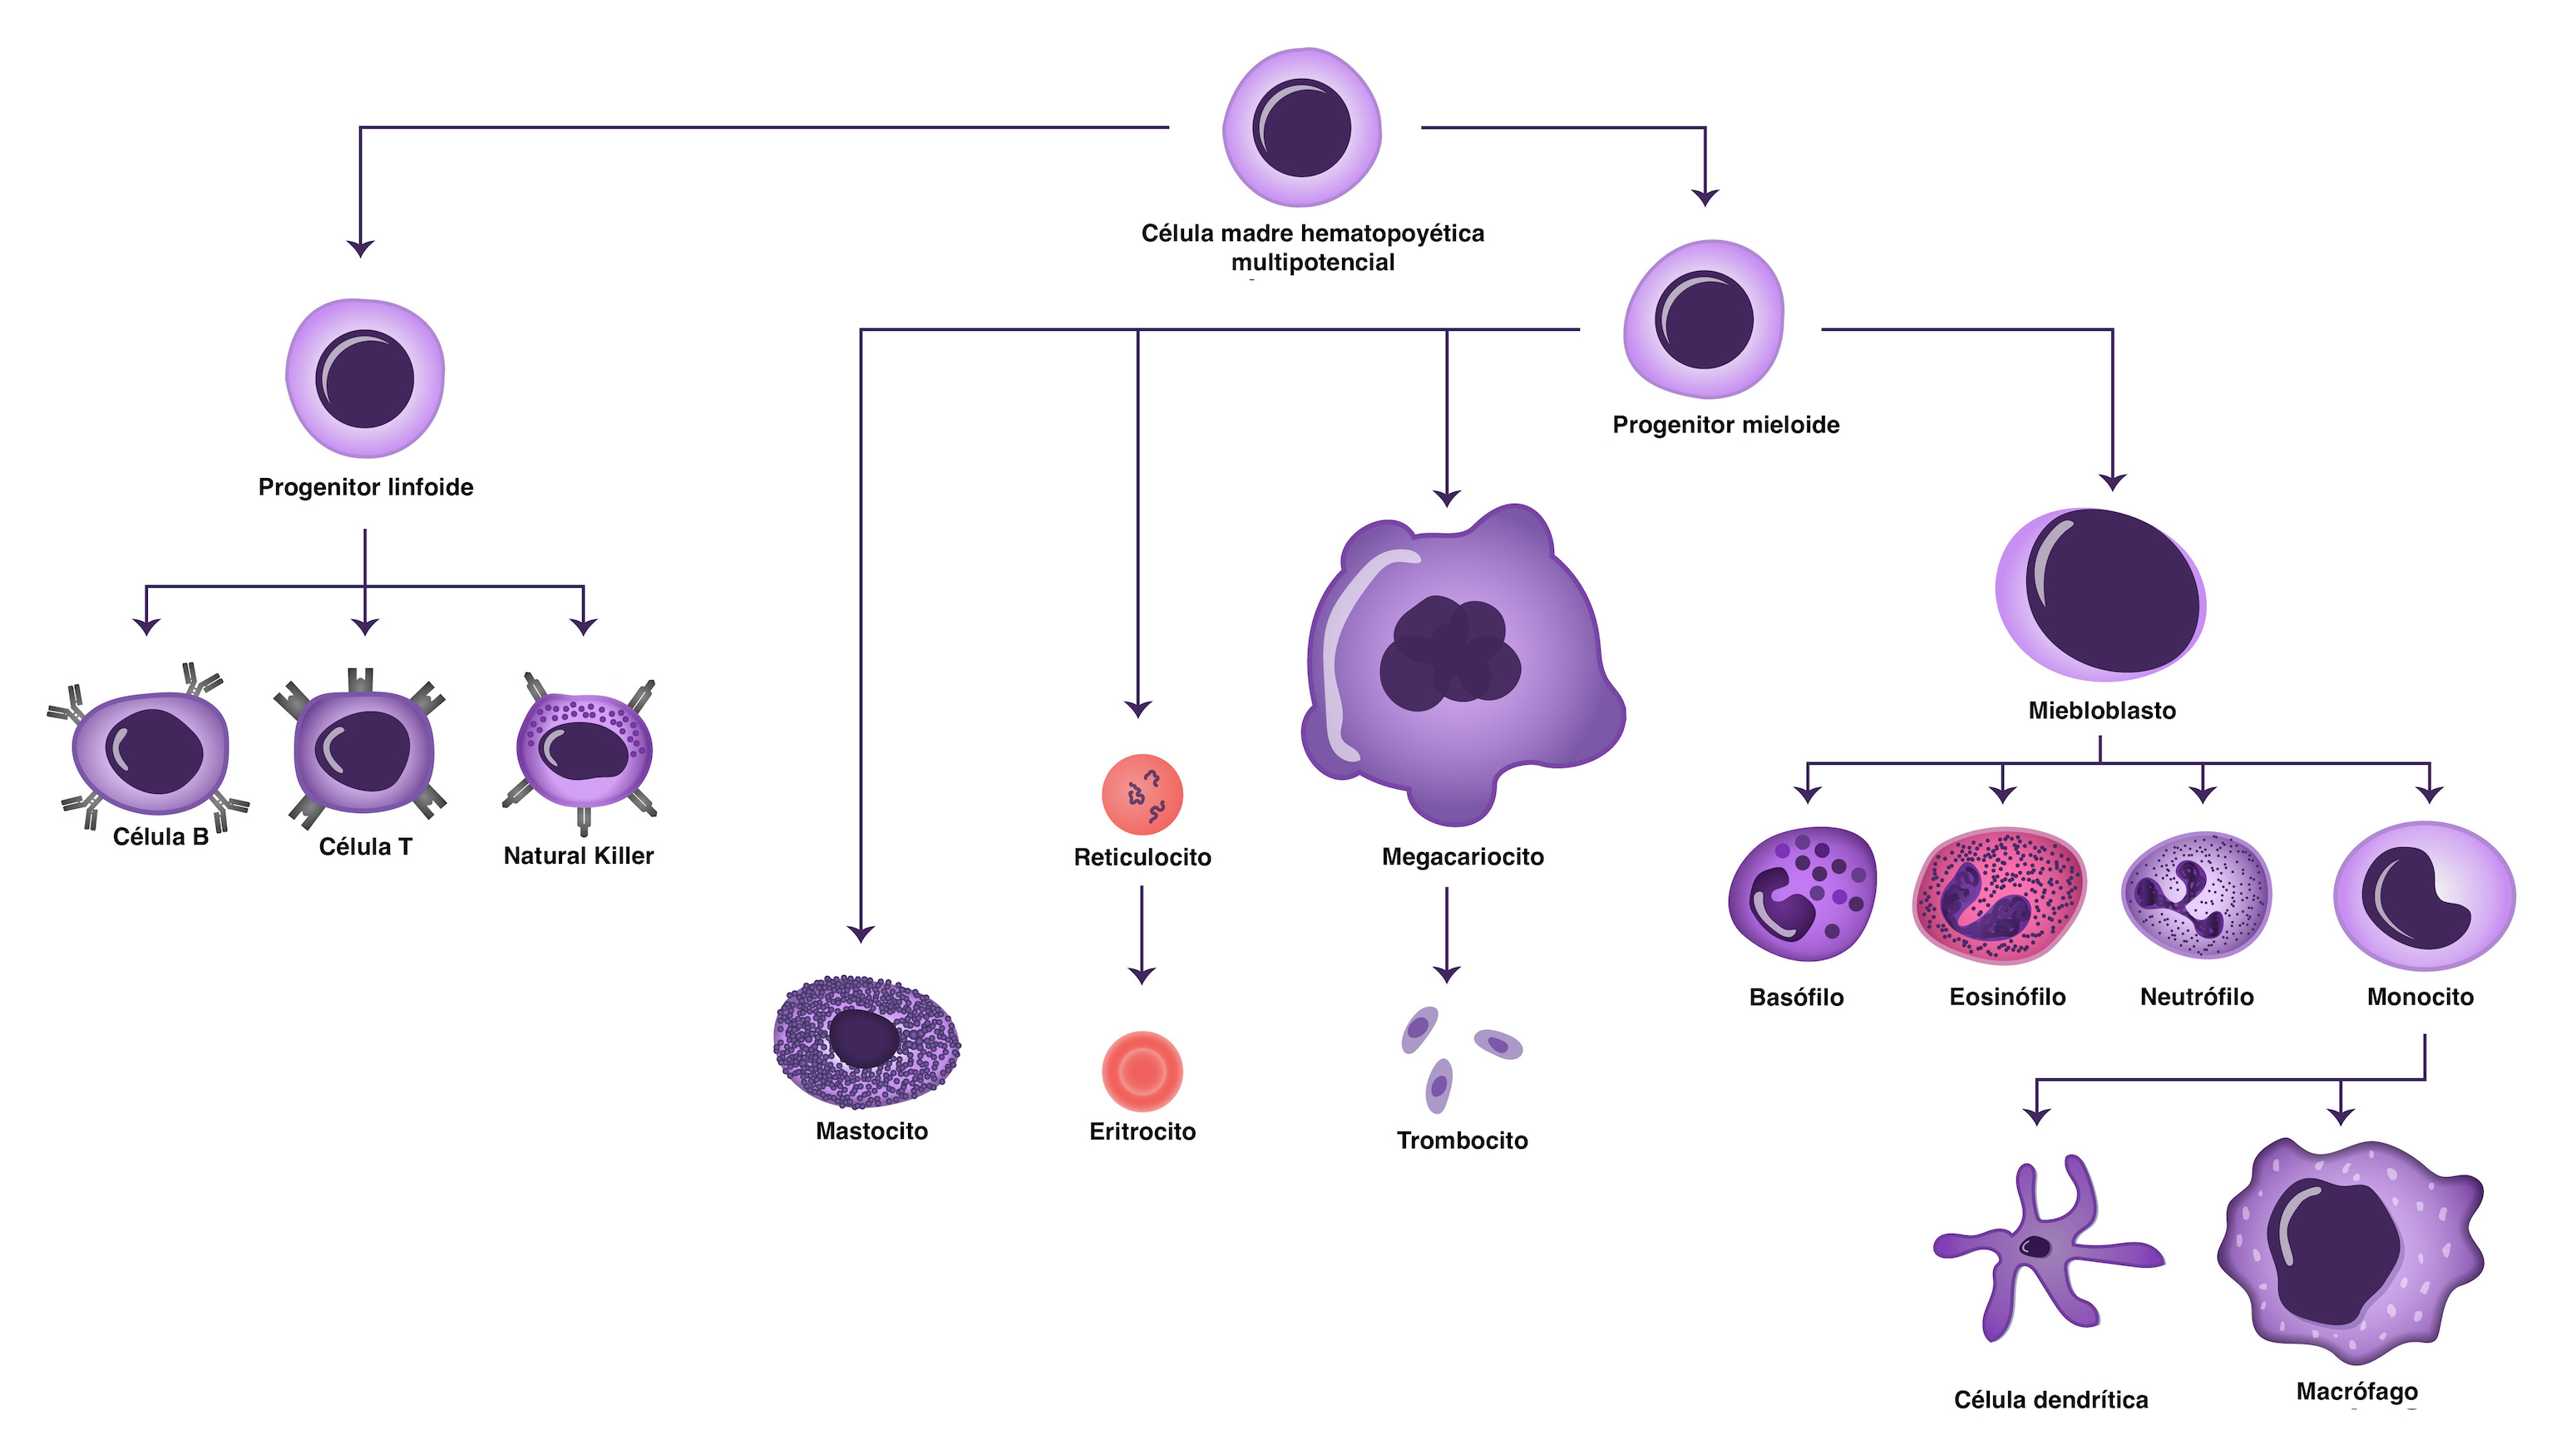 Célula madre hematopoyética
multipotencial
Progenitor mieloide
Progenitor linfoide
Miebloblasto
Célula B
Célula T
Natural Killer
Reticulocito
Megacariocito
Basófilo
Eosinófilo
Neutrófilo
Monocito
Mastocito
Eritrocito
Trombocito
Célula dendrítica
Macrófago